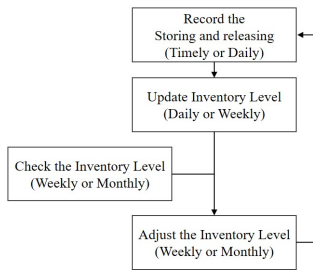 Record the
Storing and releasing
(Timely or Daily)
Update Inventory Level
(Daily or Weekly)
Check the Inventory Level
(Weekly or Monthly)
Adjust the Inventory Level
(Weekly or Monthly)